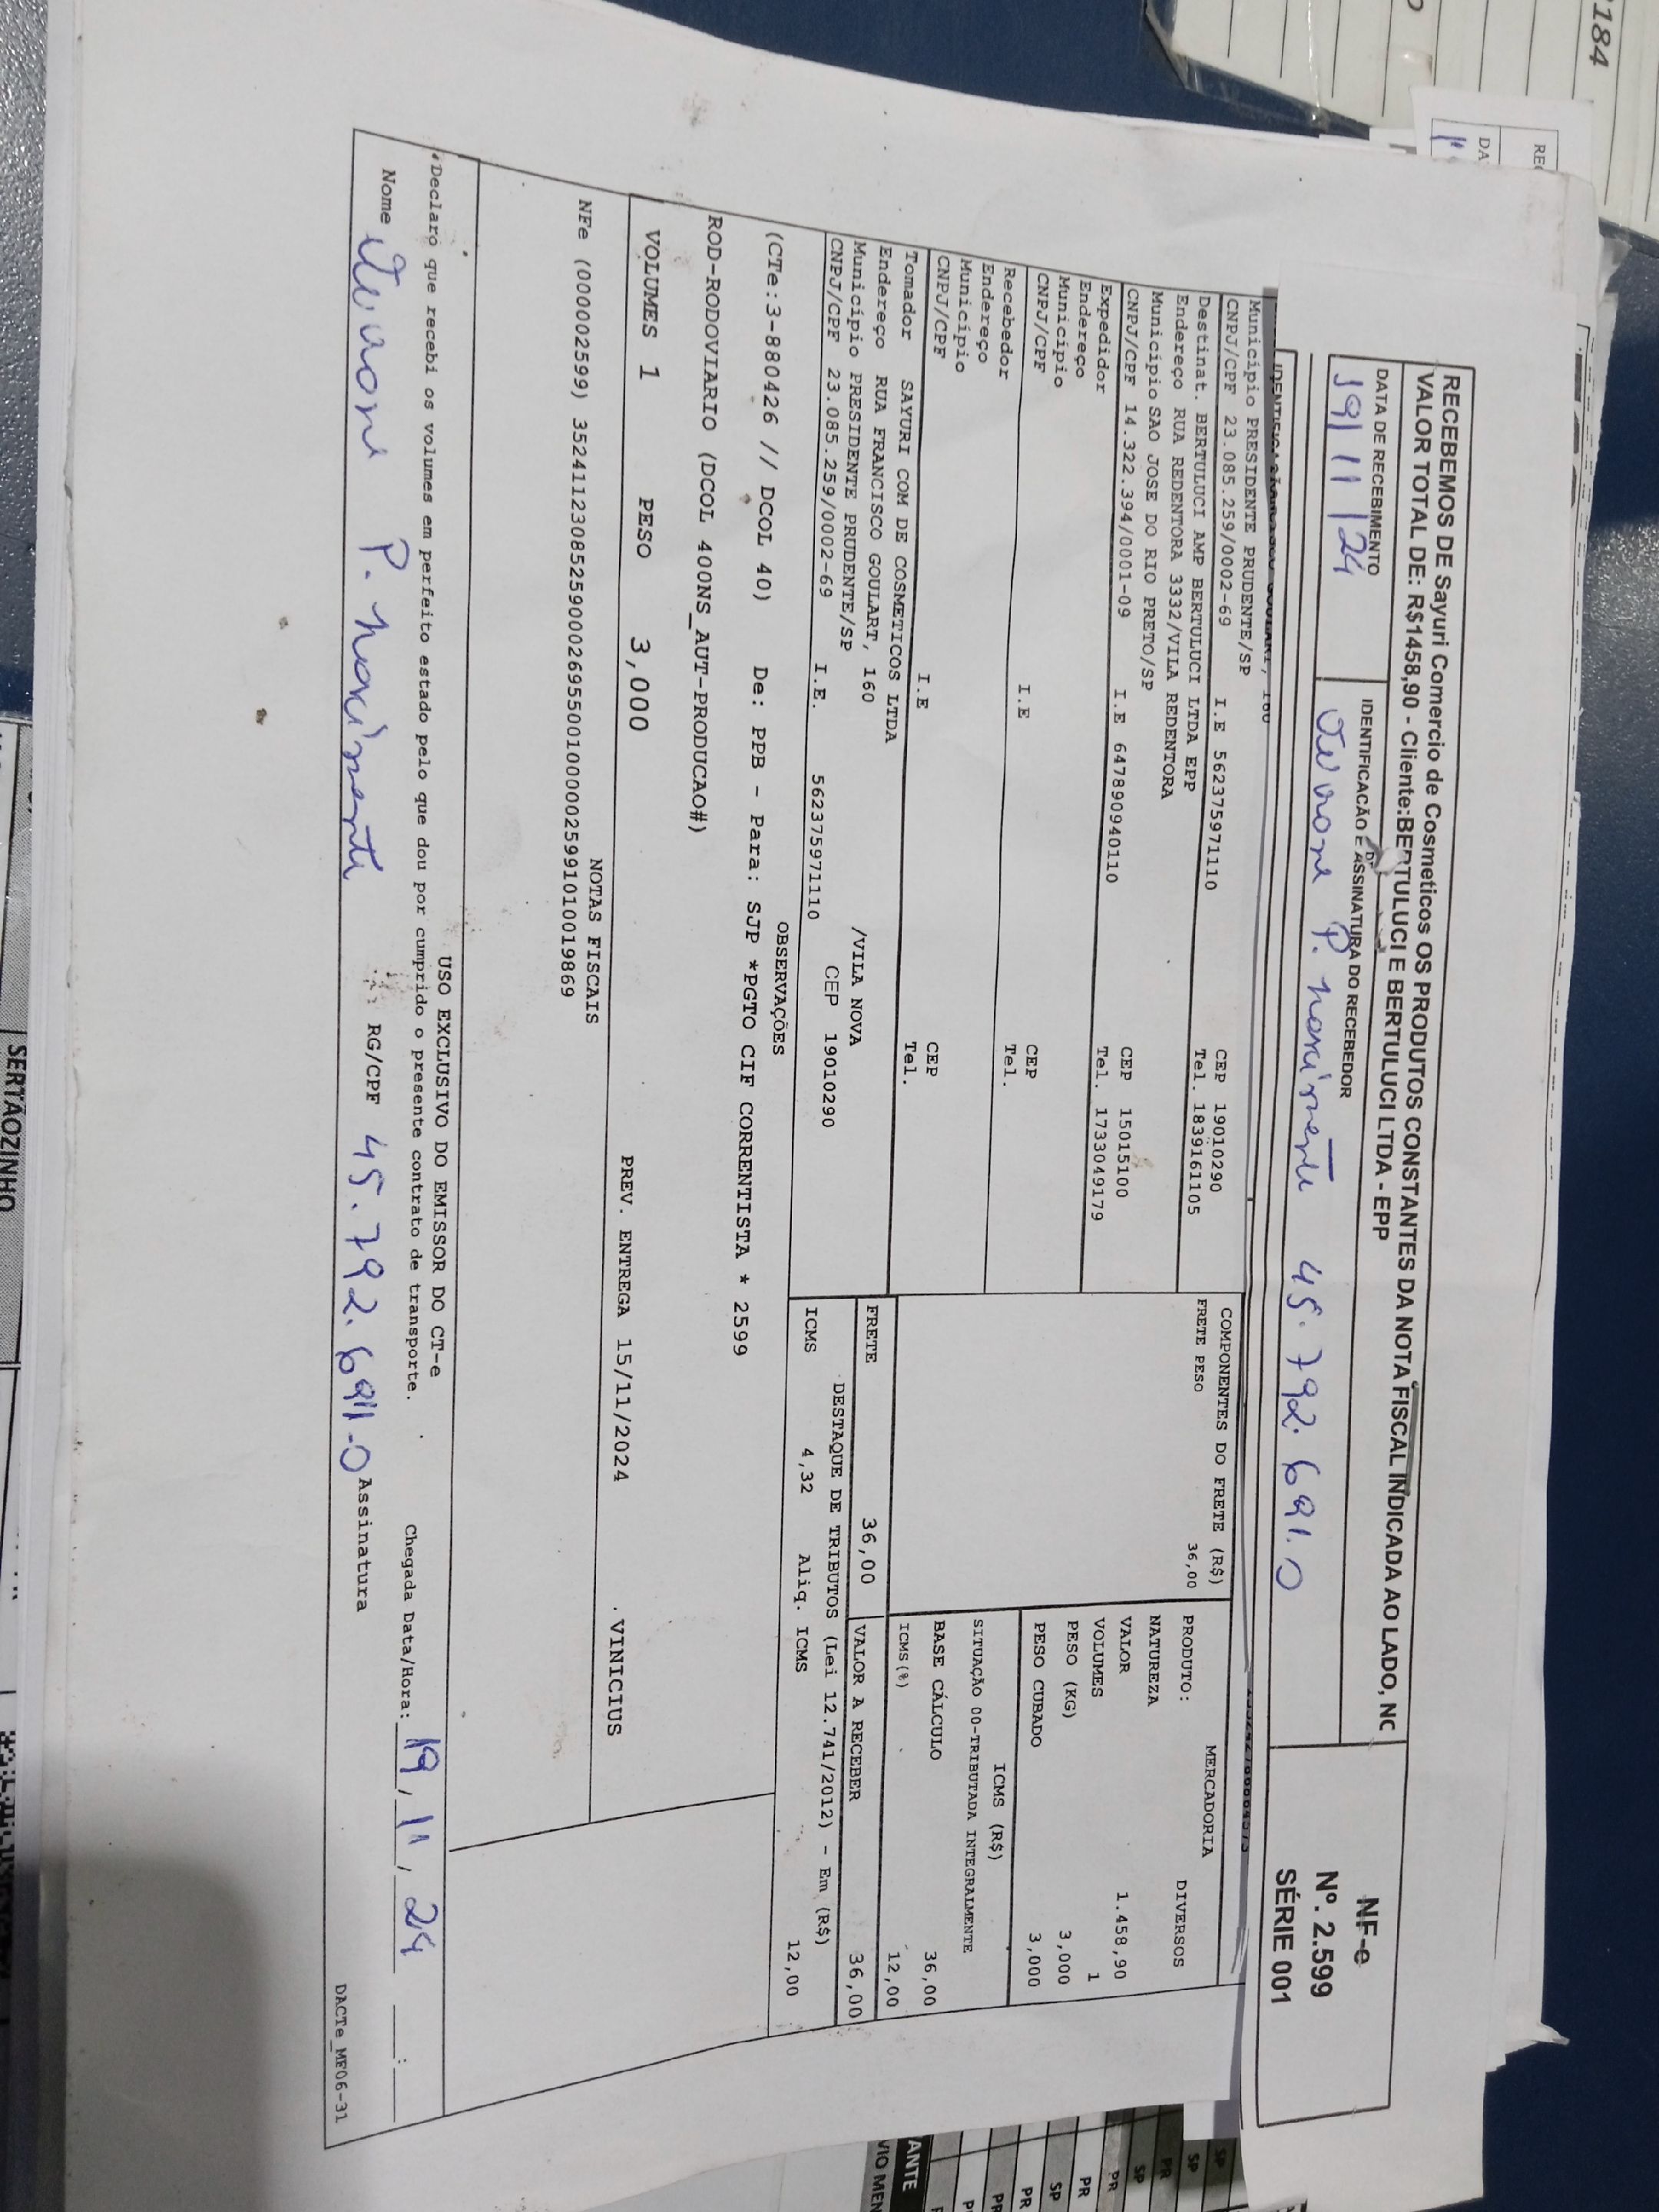 RECEBEMOS DE Sayuri Comercio de Cosmeticos OS PRODUTOS CONSTANTES DA NOTA FISCAL INDICADA AO LADO, NC
VALOR TOTAL DE: R$1458,90 - Cliente:BERTULUCI E BERTULUCI LTDA - EPP
NF-e
Nº. 2.599
SÉRIE 001
DATA DE RECEBIMENTO
19/11/24
IDENTIFICAÇÃO E ASSINATURA DO RECEBEDOR
P. 45.792.691.0
Município PRESIDENTE PRUDENTE/SP
CNPJ/CPF 23.085.259/0002-69 I.E 562375971110 CEP 19010290
Destinat. BERTULUCI AMP BERTULUCI LTDA EPP Tel. 1839161105
Endereço RUA REDENTORA 3332/VILA REDENTORA
Município SAO JOSE DO RIO PRETO/SP CEP 15015100
CNPJ/CPF 14.322.394/0001-09 I.E 647890940110 Tel. 1733049179
Expedidor
Endereço
Município CEP
CNPJ/CPF I.E Tel.
Recebedor
Endereço
Município CEP
CNPJ/CPF I.E Tel.
Tomador SAYURI COM DE COSMETICOS LTDA
Endereço RUA FRANCISCO GOULART, 160 /VILA NOVA
Município PRESIDENTE PRUDENTE/SP CEP 19010290
CNPJ/CPF 23.085.259/0002-69 I.E. 562375971110
COMPONENTES DO FRETE (R$)
FRETE PESO 36,00
MERCADORIA
PRODUTO: DIVERSOS
NATUREZA
VALOR 1.458,90
VOLUMES 1
PESO (KG) 3,000
PESO CUBADO 3,000
ICMS (R$)
SITUAÇÃO 00-TRIBUTADA INTEGRALMENTE
BASE CÁLCULO 36,00
ICMS(%) 12,00
FRETE 36,00 VALOR A RECEBER 36,00
DESTAQUE DE TRIBUTOS (Lei 12.741/2012) - Em (R$)
ICMS 4,32 Aliq. ICMS 12,00
OBSERVAÇÕES
(CTe:3-880426 // DCOL 40) De: PPB - Para: SJP *PGTO CIF CORRENTISTA * 2599
ROD-RODOVIARIO (DCOL 400NS_AUT-PRODUCAO#)
VOLUMES 1 PESO 3,000 PREV. ENTREGA 15/11/2024 VINICIUS
NOTAS FISCAIS
NFe (000002599) 35241123085259000269550010000025991010019869
USO EXCLUSIVO DO EMISSOR DO CT-e
Declaro que recebi os volumes em perfeito estado pelo que dou por cumprido o presente contrato de transporte. Chegada Data/Hora: 19/11/24
Nome P. RG/CPF 45.792.691-0 Assinatura
DACTe_MF06-31
184
SERTÃOZINHO